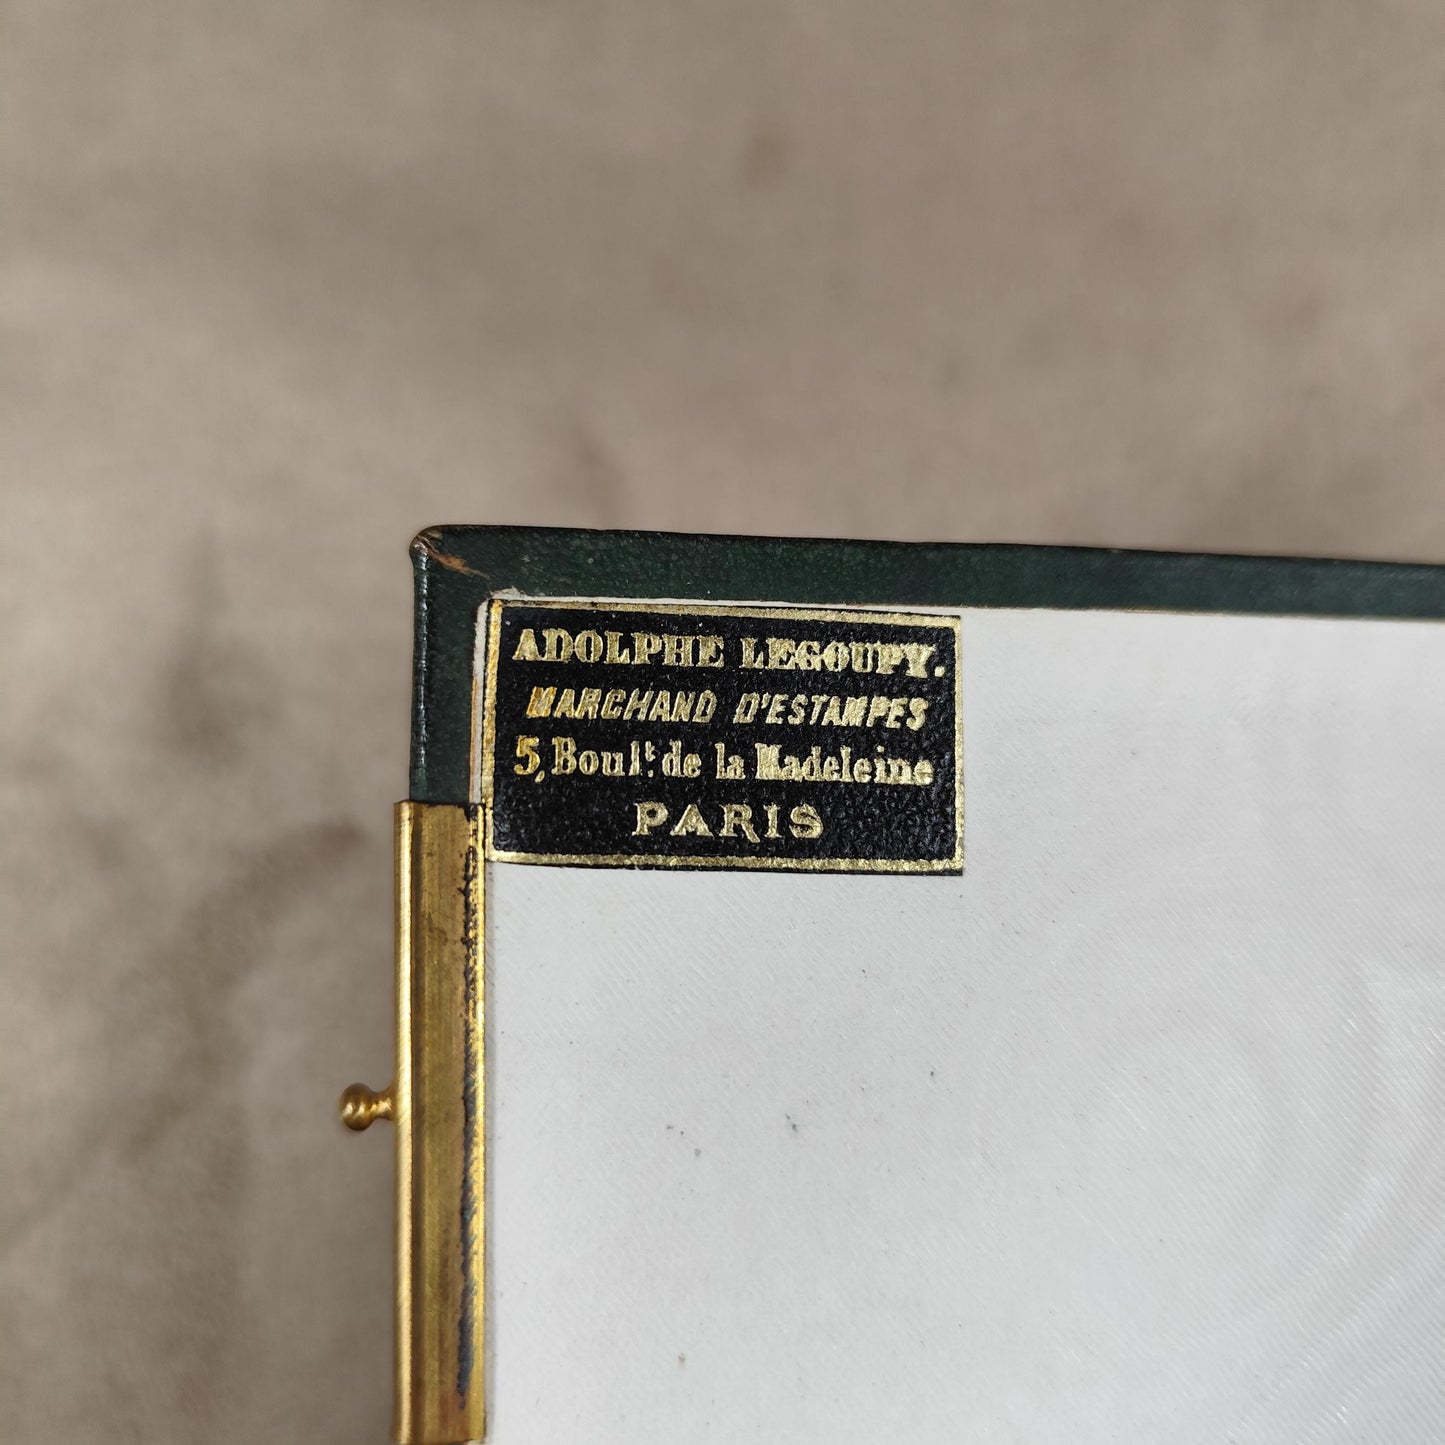 ADOLPHE LEGOUPY.
MARCHAND D'ESTAMPES
5, Boul.t de la Madeleine
PARIS